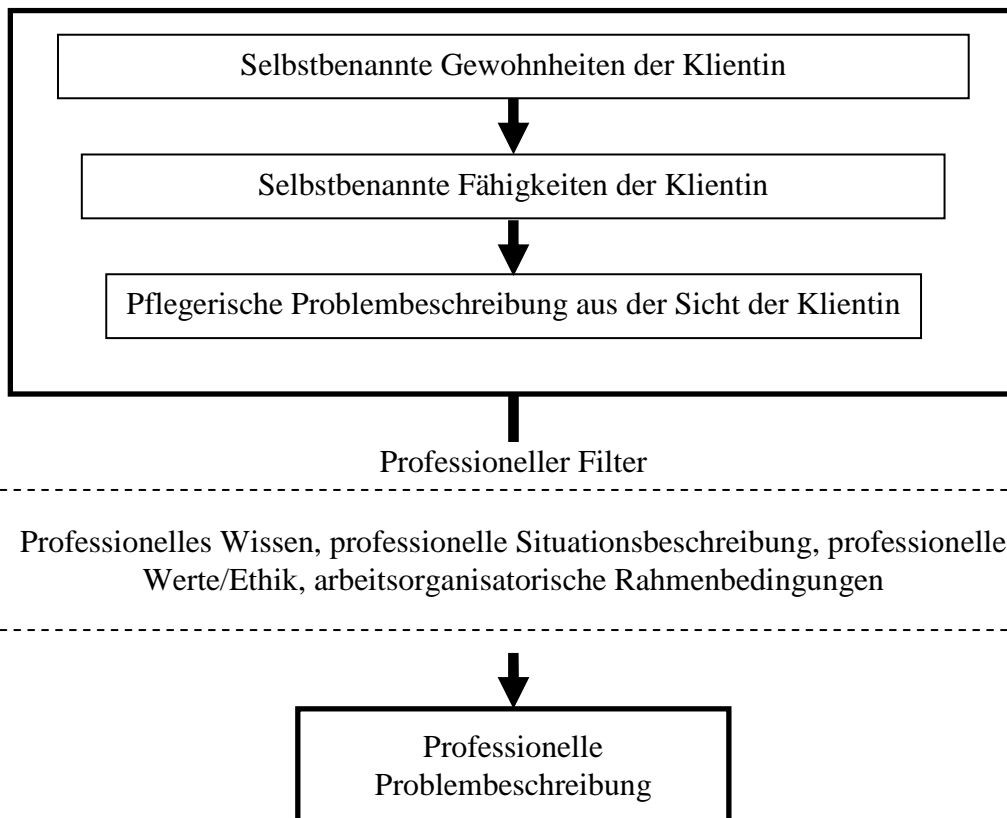 Selbstbenannte Gewohnheiten der Klientin
Selbstbenannte Fähigkeiten der Klientin
Pflegerische Problembeschreibung aus der Sicht der Klientin
Professioneller Filter
Professionelles Wissen, professionelle Situationsbeschreibung, professionelle
Werte/Ethik, arbeitsorganisatorische Rahmenbedingungen
Professionelle
Problembeschreibung